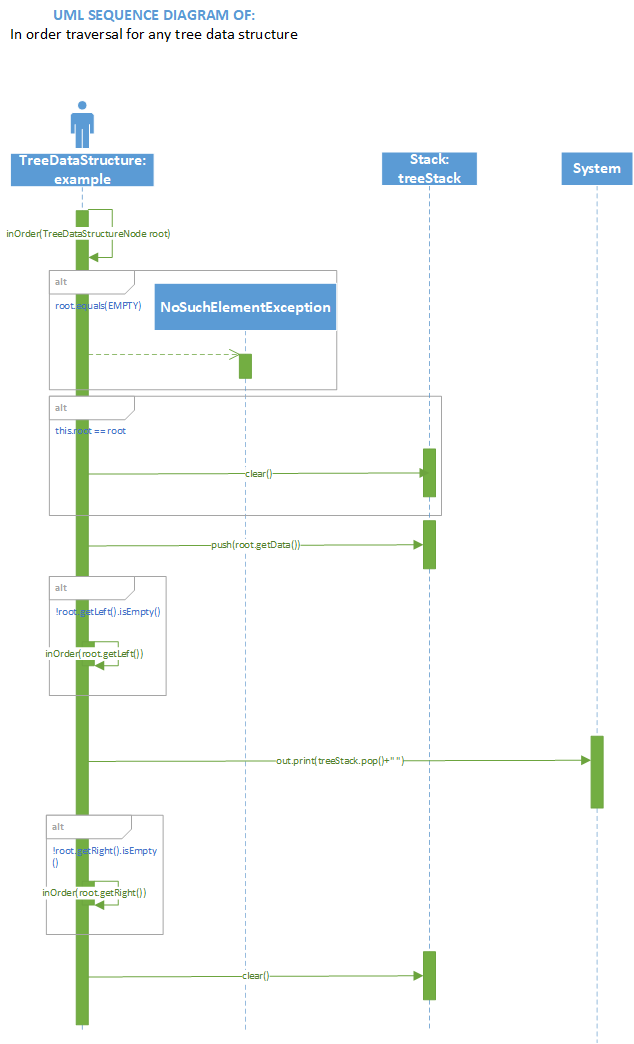 UML SEQUENCE DIAGRAM OF:
In order traversal for any tree data structure
TreeDataStructure:
example
Stack:
treeStack
System
inOrder(TreeDataStructureNode root)
alt
root.equals(EMPTY)
NoSuchElementException
alt
this.root == root
clear()
push(root.getData())
alt
!root.getLeft().isEmpty()
inOrder(root.getLeft())
out.print(treeStack.pop()+" ")
alt
!root.getRight().isEmpty
()
inOrder(root.getRight())
clear()